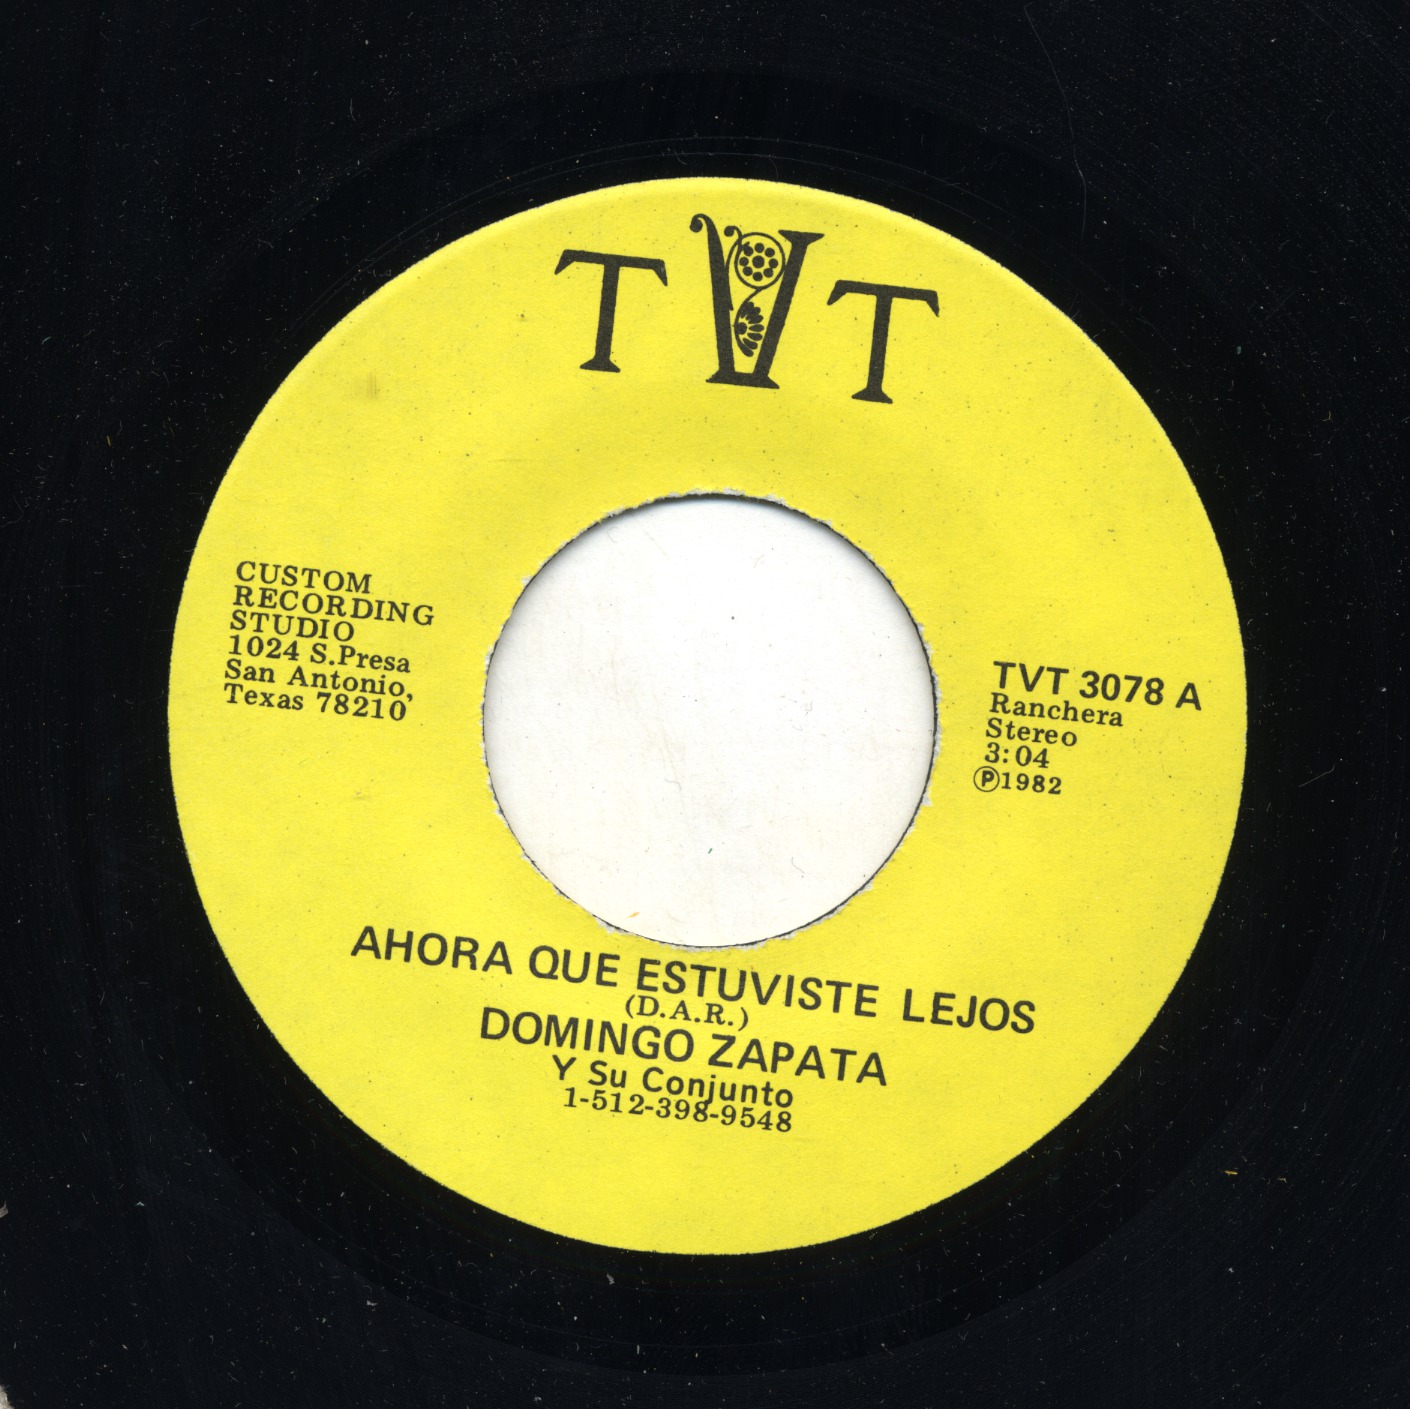 TVT
CUSTOM
RECORDING
STUDIO
1024 S.Presa
San Antonio,
Texas 78210
TVT 3078 A
Ranchera
Stereo
3:04
Ⓟ1982
AHORA QUE ESTUVISTE LEJOS
(D.A.R.)
DOMINGO ZAPATA
Y Su Conjunto
1-512-398-9548